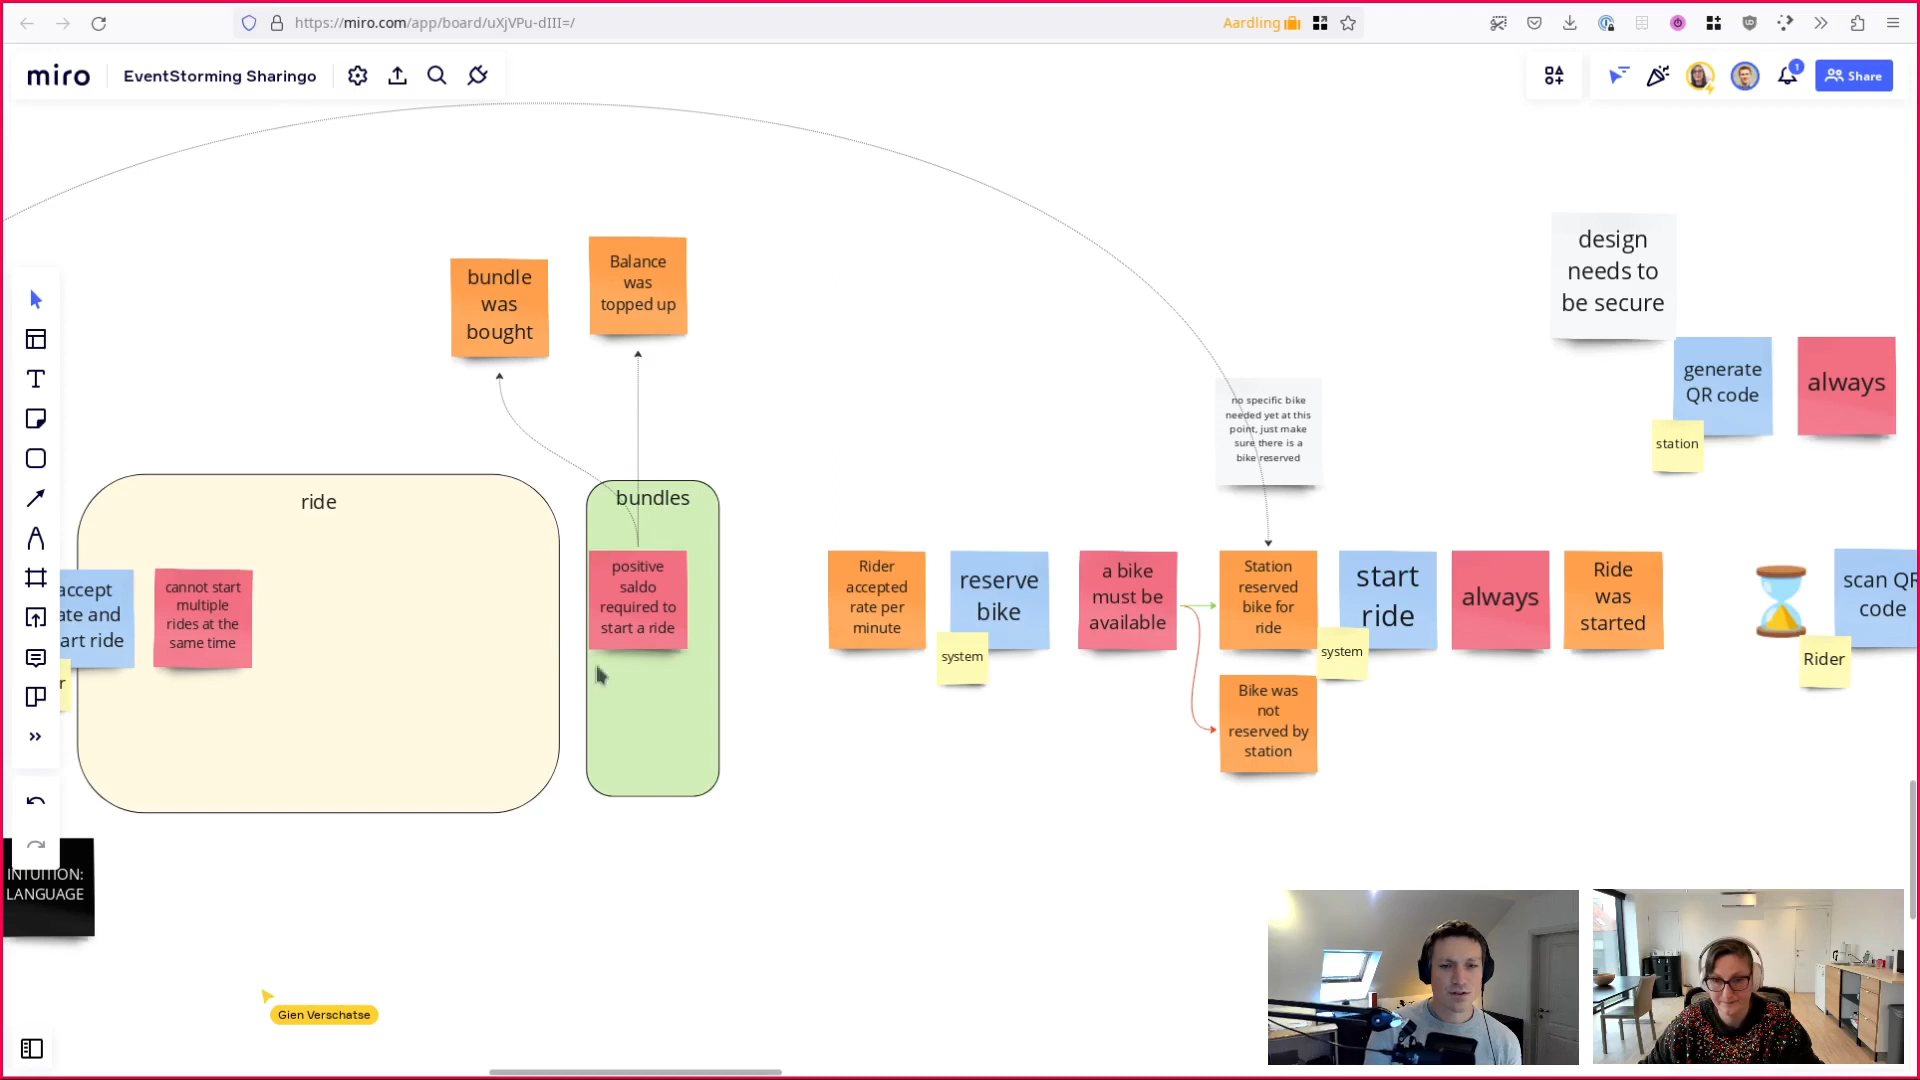 https://miro.com/app/board/uXjVPu-dIII=/
Aardling
miro
EventStorming Sharingo
1
Share
bundle
was
bought
Balance
was
topped up
design
needs to
be secure
generate
QR code
always
station
no specific bike
needed yet at this
point, just make
sure there is a
bike reserved
ride
bundles
accept
ate and
art ride
r
cannot start
multiple
rides at the
same time
positive
saldo
required to
start a ride
Rider
accepted
rate per
minute
reserve
bike
system
a bike
must be
available
Station
reserved
bike for
ride
start
ride
system
always
Ride
was
started
scan QR
code
Rider
Bike was
not
reserved by
station
INTUITION:
LANGUAGE
Gien Verschatse